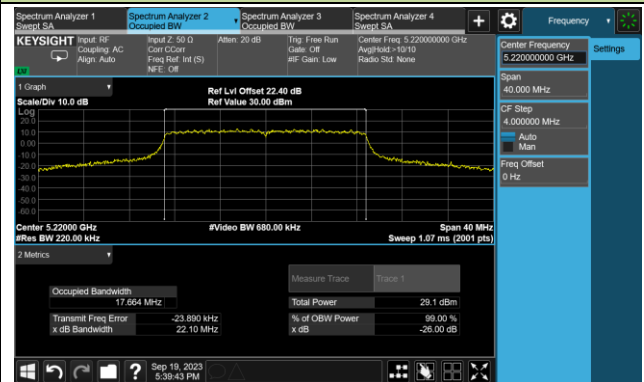 Spectrum Analyzer 1
Swept SA
Spectrum Analyzer 2
Occupied BW
Spectrum Analyzer 3
Occupied BW
Spectrum Analyzer 4
Swept SA
+
Frequency
KEYSIGHT
Input: RF
Coupling: AC
Align: Auto
Input Z: 50 Ω
Corr CCorr
Freq Ref: Int (S)
NFE: Off
Atten: 20 dB
Trig: Free Run
Gate: Off
#IF Gain: Low
Center Freq: 5.220000000 GHz
Avg|Hold:>10/10
Radio Std: None
LXI
Center Frequency
5.220000000 GHz
Settings
Span
40.000 MHz
CF Step
4.000000 MHz
Auto
Man
Freq Offset
0 Hz
1 Graph
Scale/Div 10.0 dB
Ref Lvl Offset 22.40 dB
Ref Value 30.00 dBm
Log
20.0
10.0
0.00
-10.0
-20.0
-30.0
-40.0
-50.0
-60.0
Center 5.22000 GHz
#Video BW 680.00 kHz
Span 40 MHz
#Res BW 220.00 kHz
Sweep 1.07 ms (2001 pts)
2 Metrics
Measure Trace
Trace 1
Occupied Bandwidth
17.664 MHz
Total Power
29.1 dBm
Transmit Freq Error
-23.890 kHz
% of OBW Power
99.00 %
x dB Bandwidth
22.10 MHz
x dB
-26.00 dB
?
Sep 19, 2023
5:39:43 PM